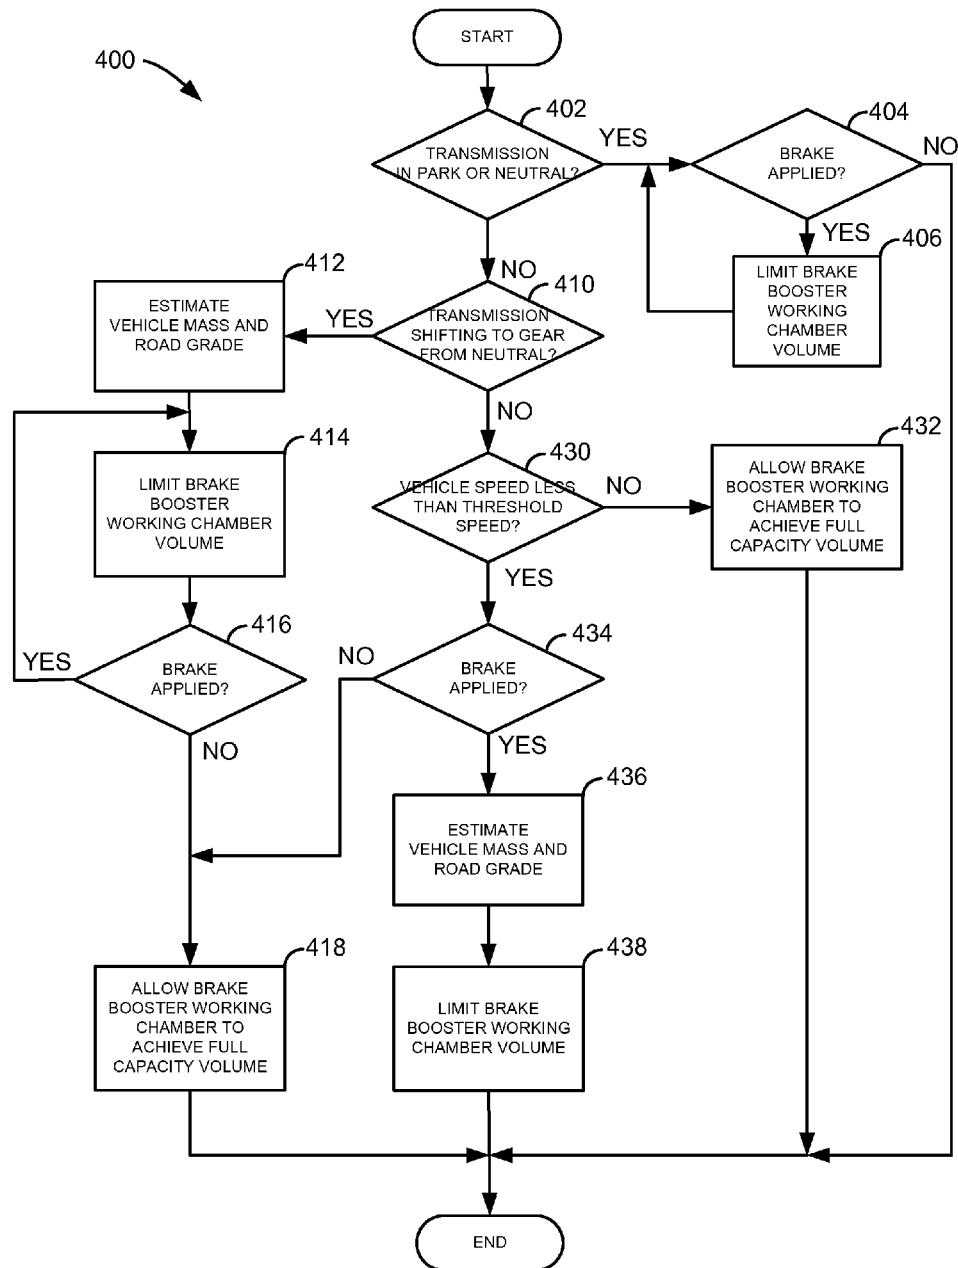 START
400
402
TRANSMISSION
IN PARK OR NEUTRAL?
YES
404
BRAKE
APPLIED?
NO
YES
406
LIMIT BRAKE
BOOSTER
WORKING
CHAMBER
VOLUME
NO
410
TRANSMISSION
SHIFTING TO GEAR
FROM NEUTRAL?
YES
412
ESTIMATE
VEHICLE MASS AND
ROAD GRADE
NO
414
LIMIT BRAKE
BOOSTER
WORKING CHAMBER
VOLUME
430
VEHICLE SPEED LESS
THAN THRESHOLD
SPEED?
NO
432
ALLOW BRAKE
BOOSTER WORKING
CHAMBER TO
ACHIEVE FULL
CAPACITY VOLUME
YES
416
BRAKE
APPLIED?
YES
NO
434
BRAKE
APPLIED?
NO
YES
436
ESTIMATE
VEHICLE MASS AND
ROAD GRADE
418
ALLOW BRAKE
BOOSTER WORKING
CHAMBER TO
ACHIEVE FULL
CAPACITY VOLUME
438
LIMIT BRAKE
BOOSTER WORKING
CHAMBER VOLUME
END